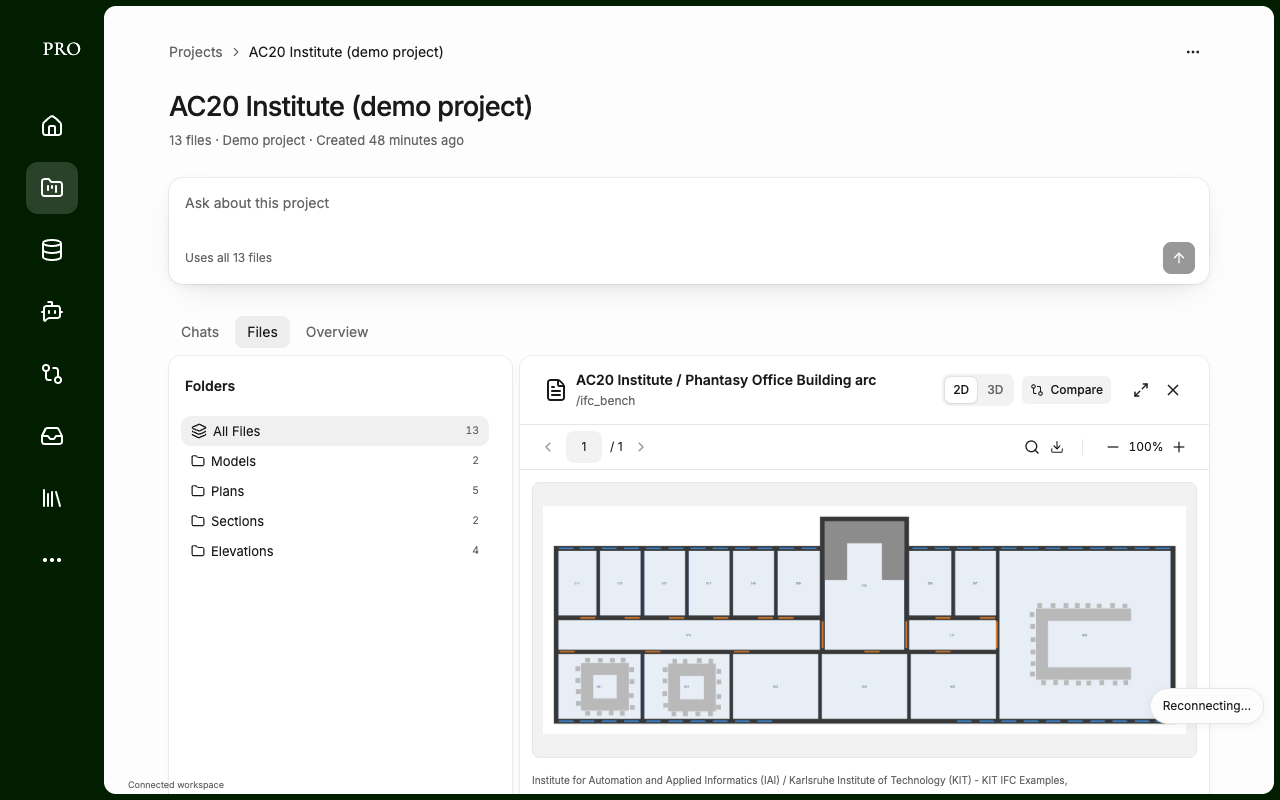 PRO
Projects
AC20 Institute (demo project)
AC20 Institute (demo project)
13 files · Demo project · Created 48 minutes ago
Ask about this project
Uses all 13 files
Chats
Files
Overview
Folders
All Files 13
Models 2
Plans 5
Sections 2
Elevations 4
AC20 Institute / Phantasy Office Building arc
/ifc_bench
2D
3D
Compare
1 / 1
100%
Reconnecting...
Institute for Automation and Applied Informatics (IAI) / Karlsruhe Institute of Technology (KIT) - KIT IFC Examples,
Connected workspace